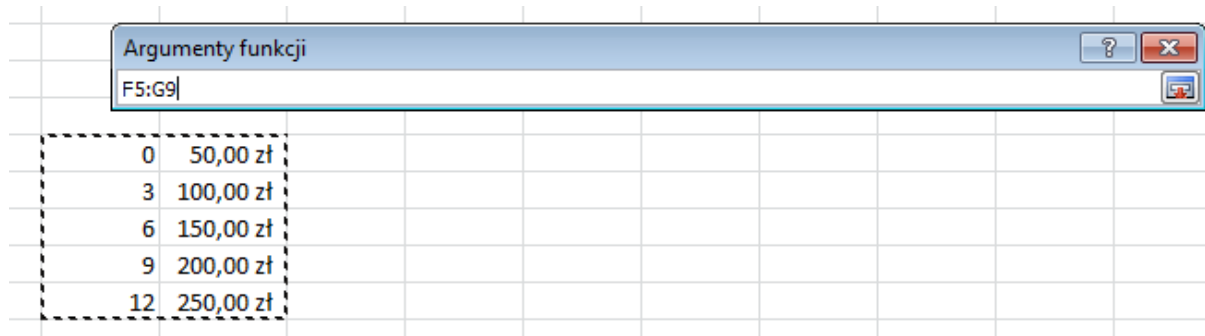 Argumenty funkcji
F5:G9
0 50,00 zł
3 100,00 zł
6 150,00 zł
9 200,00 zł
12 250,00 zł